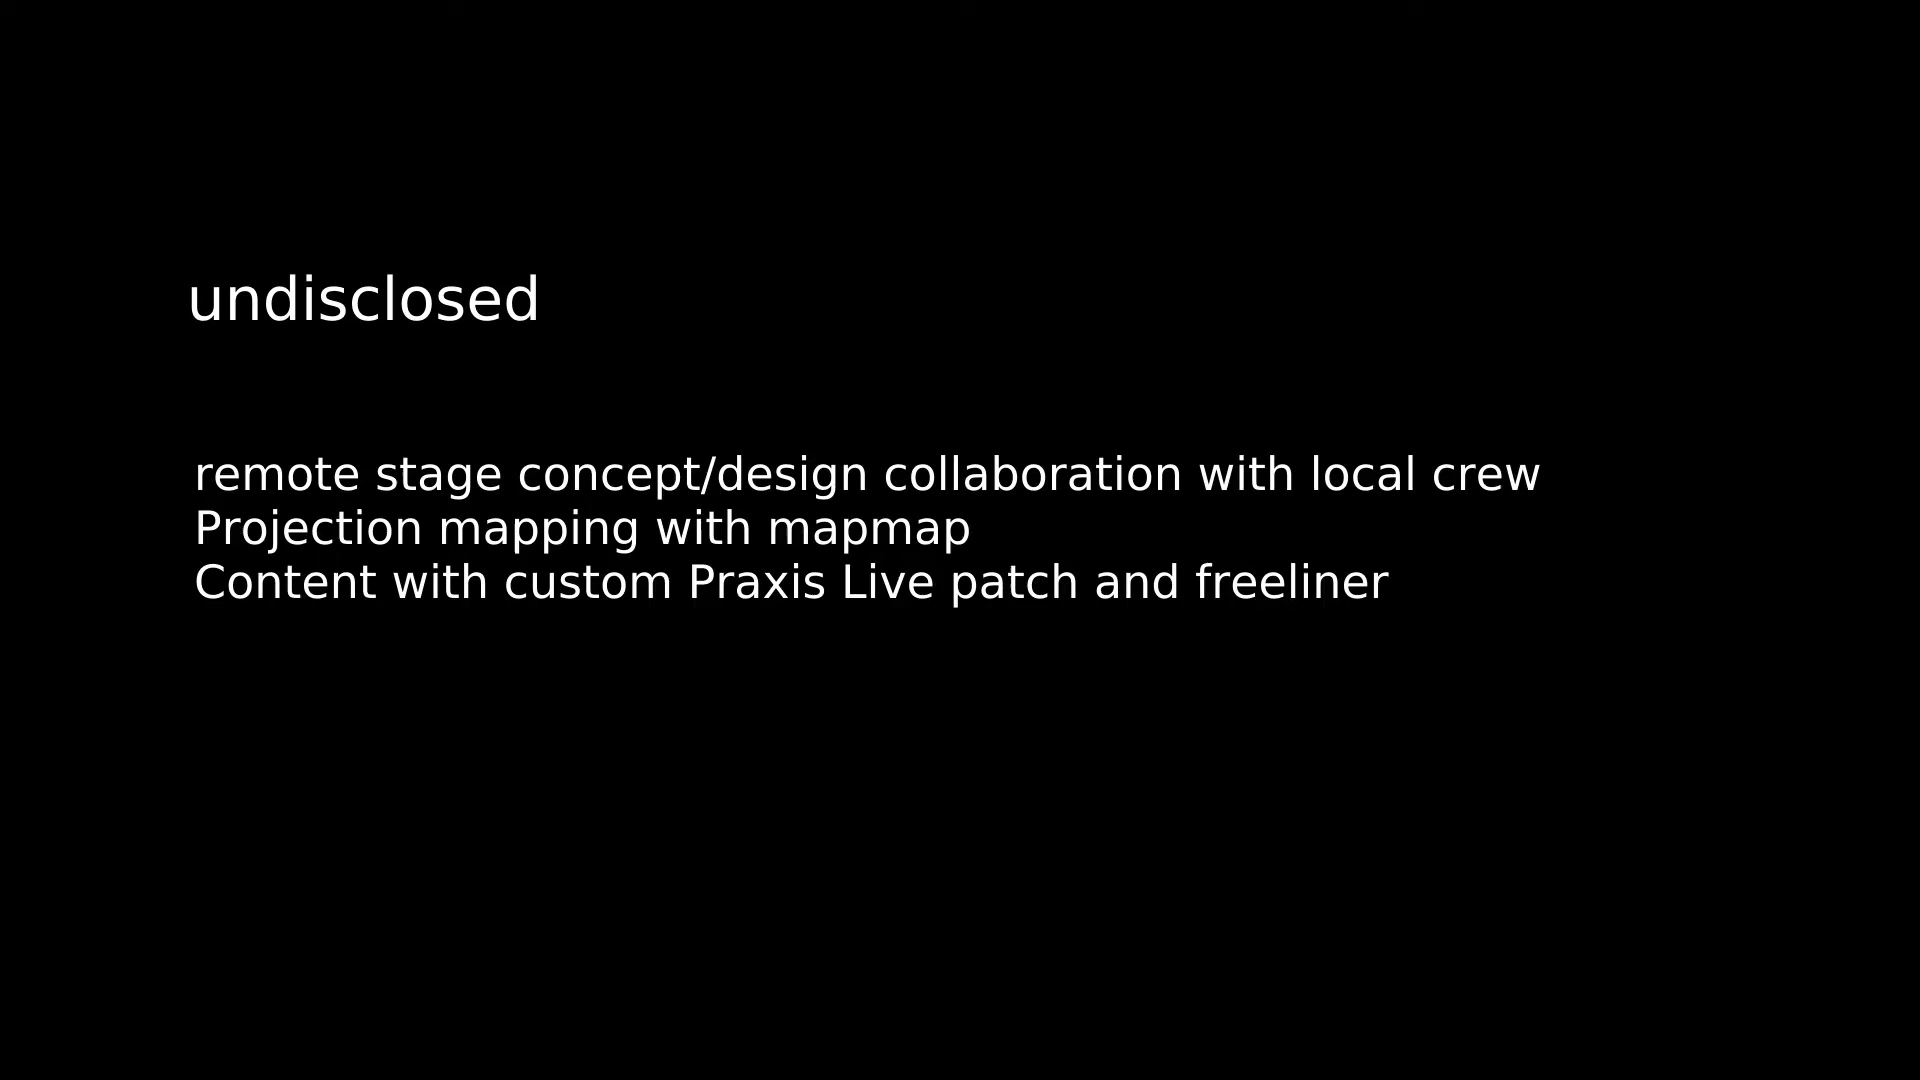 undisclosed
remote stage concept/design collaboration with local crew
Projection mapping with mapmap
Content with custom Praxis Live patch and freeliner